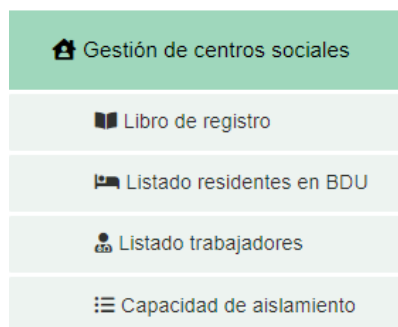 Gestión de centros sociales
Libro de registro
Listado residentes en BDU
Listado trabajadores
Capacidad de aislamiento